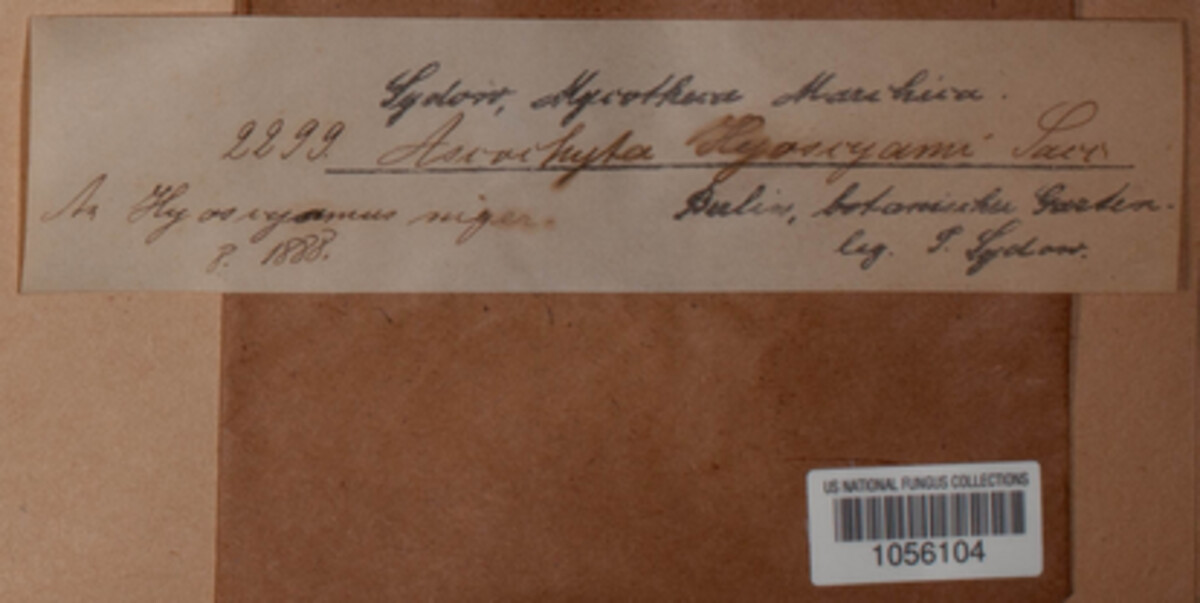 Sydow, Mycotheca Marchica.
2299. Ascochyta Hyoscyami Sacc.
An Hyoscyamus niger. Berlin, botanischer Garten.
8. 1888. leg. P. Sydow.
US NATIONAL FUNGUS COLLECTIONS
1056104